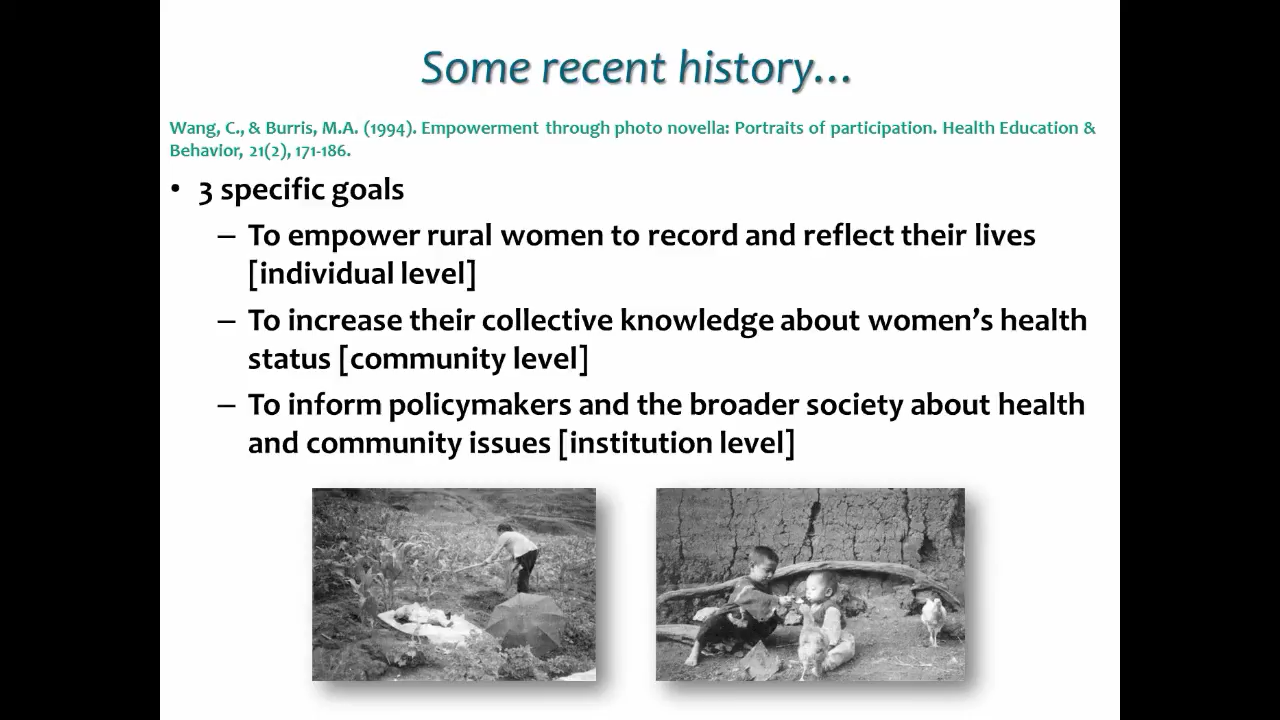 Some recent history...
Wang, C., & Burris, M.A. (1994). Empowerment through photo novella: Portraits of participation. Health Education &
Behavior, 21(2), 171-186.
• 3 specific goals
– To empower rural women to record and reflect their lives
[individual level]
– To increase their collective knowledge about women’s health
status [community level]
– To inform policymakers and the broader society about health
and community issues [institution level]